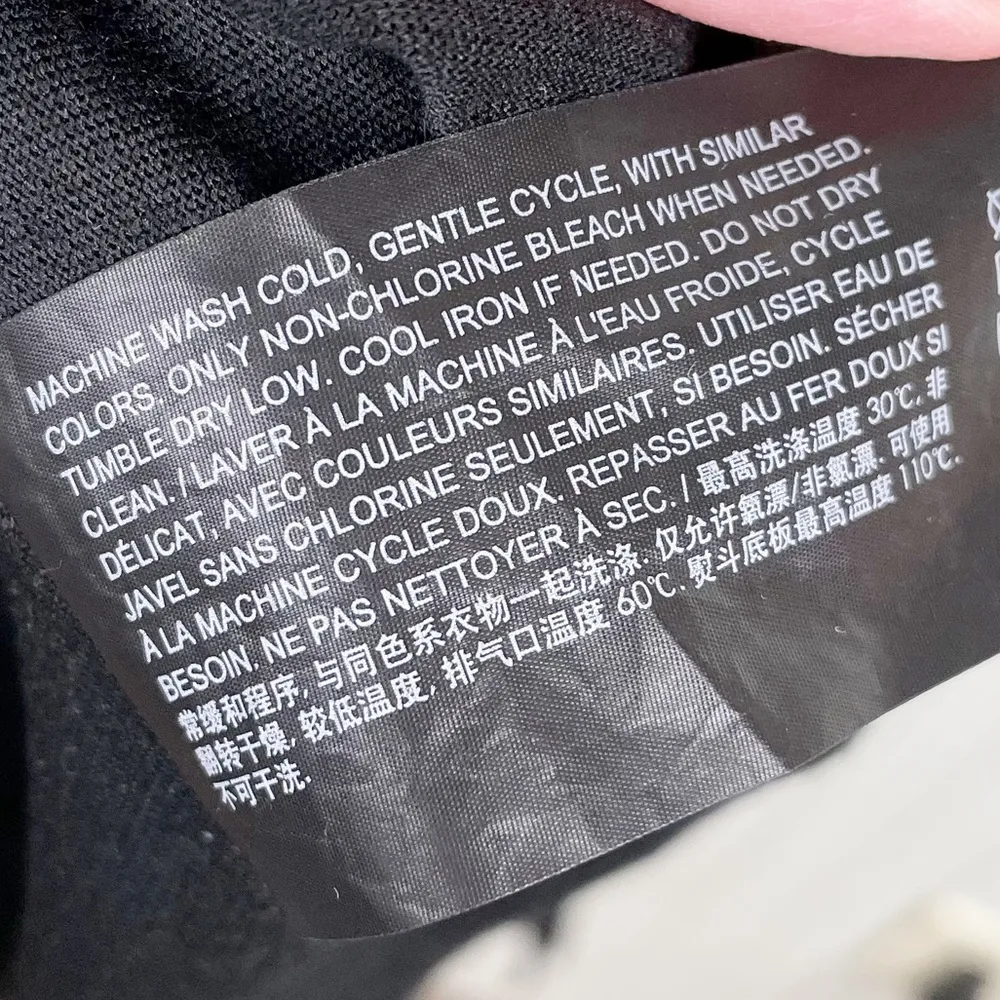 MACHINE WASH COLD, GENTLE CYCLE, WITH SIMILAR
COLORS. ONLY NON-CHLORINE BLEACH WHEN NEEDED.
TUMBLE DRY LOW. COOL IRON IF NEEDED. DO NOT DRY
CLEAN. / LAVER À LA MACHINE À L'EAU FROIDE, CYCLE
DÉLICAT, AVEC COULEURS SIMILAIRES. UTILISER EAU DE
JAVEL SANS CHLORINE SEULEMENT, SI BESOIN. SÉCHER
À LA MACHINE CYCLE DOUX. REPASSER AU FER DOUX SI
BESOIN. NE PAS NETTOYER À SEC. / 最高洗涤温度 30℃, 非
常缓和程序, 与同色系衣物一起洗涤. 仅允许氧漂/非氯漂. 可使用
翻转干燥, 较低温度, 排气口温度 60℃. 熨斗底板最高温度 110℃.
不可干洗.